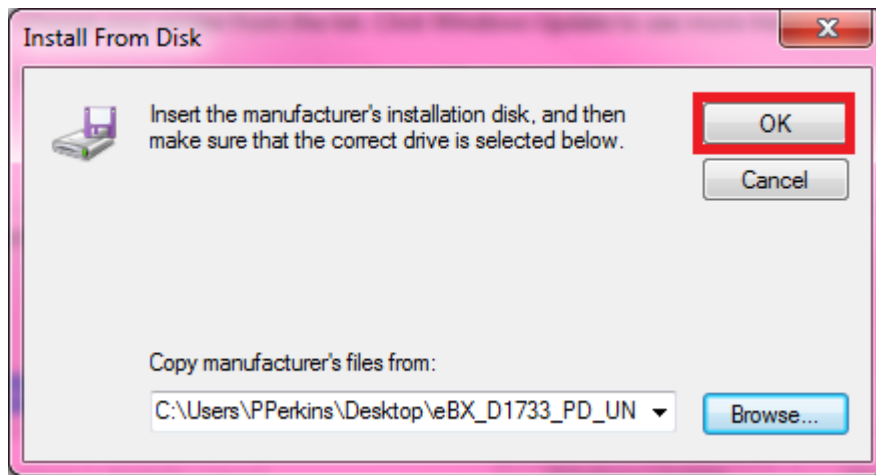 Install From Disk
Insert the manufacturer's installation disk, and then
make sure that the correct drive is selected below.
OK
Cancel
Copy manufacturer's files from:
C:\Users\PPerkins\Desktop\eBX_D1733_PD_UN
Browse...